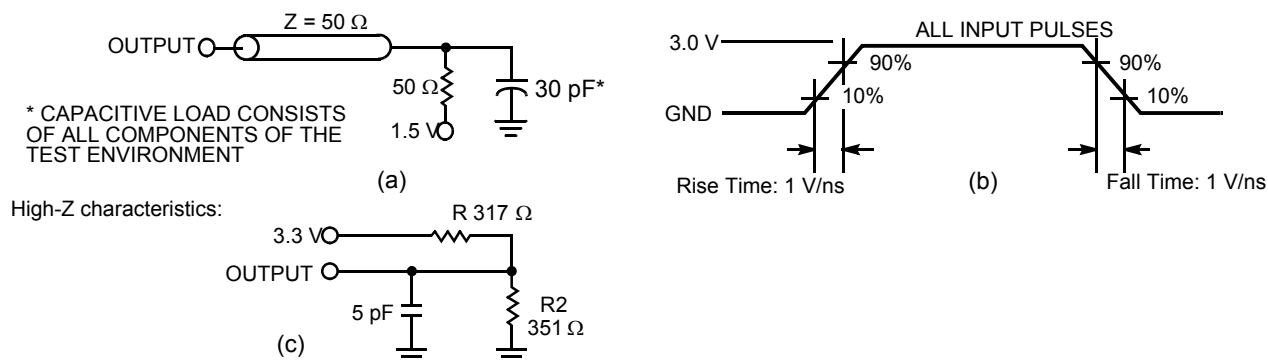 Z = 50 Ω
OUTPUT
50 Ω
30 pF*
1.5 V
* CAPACITIVE LOAD CONSISTS
OF ALL COMPONENTS OF THE
TEST ENVIRONMENT
(a)
ALL INPUT PULSES
3.0 V
90%
90%
10%
10%
GND
Rise Time: 1 V/ns
(b)
Fall Time: 1 V/ns
High-Z characteristics:
R 317 Ω
3.3 V
OUTPUT
5 pF
R2
351 Ω
(c)